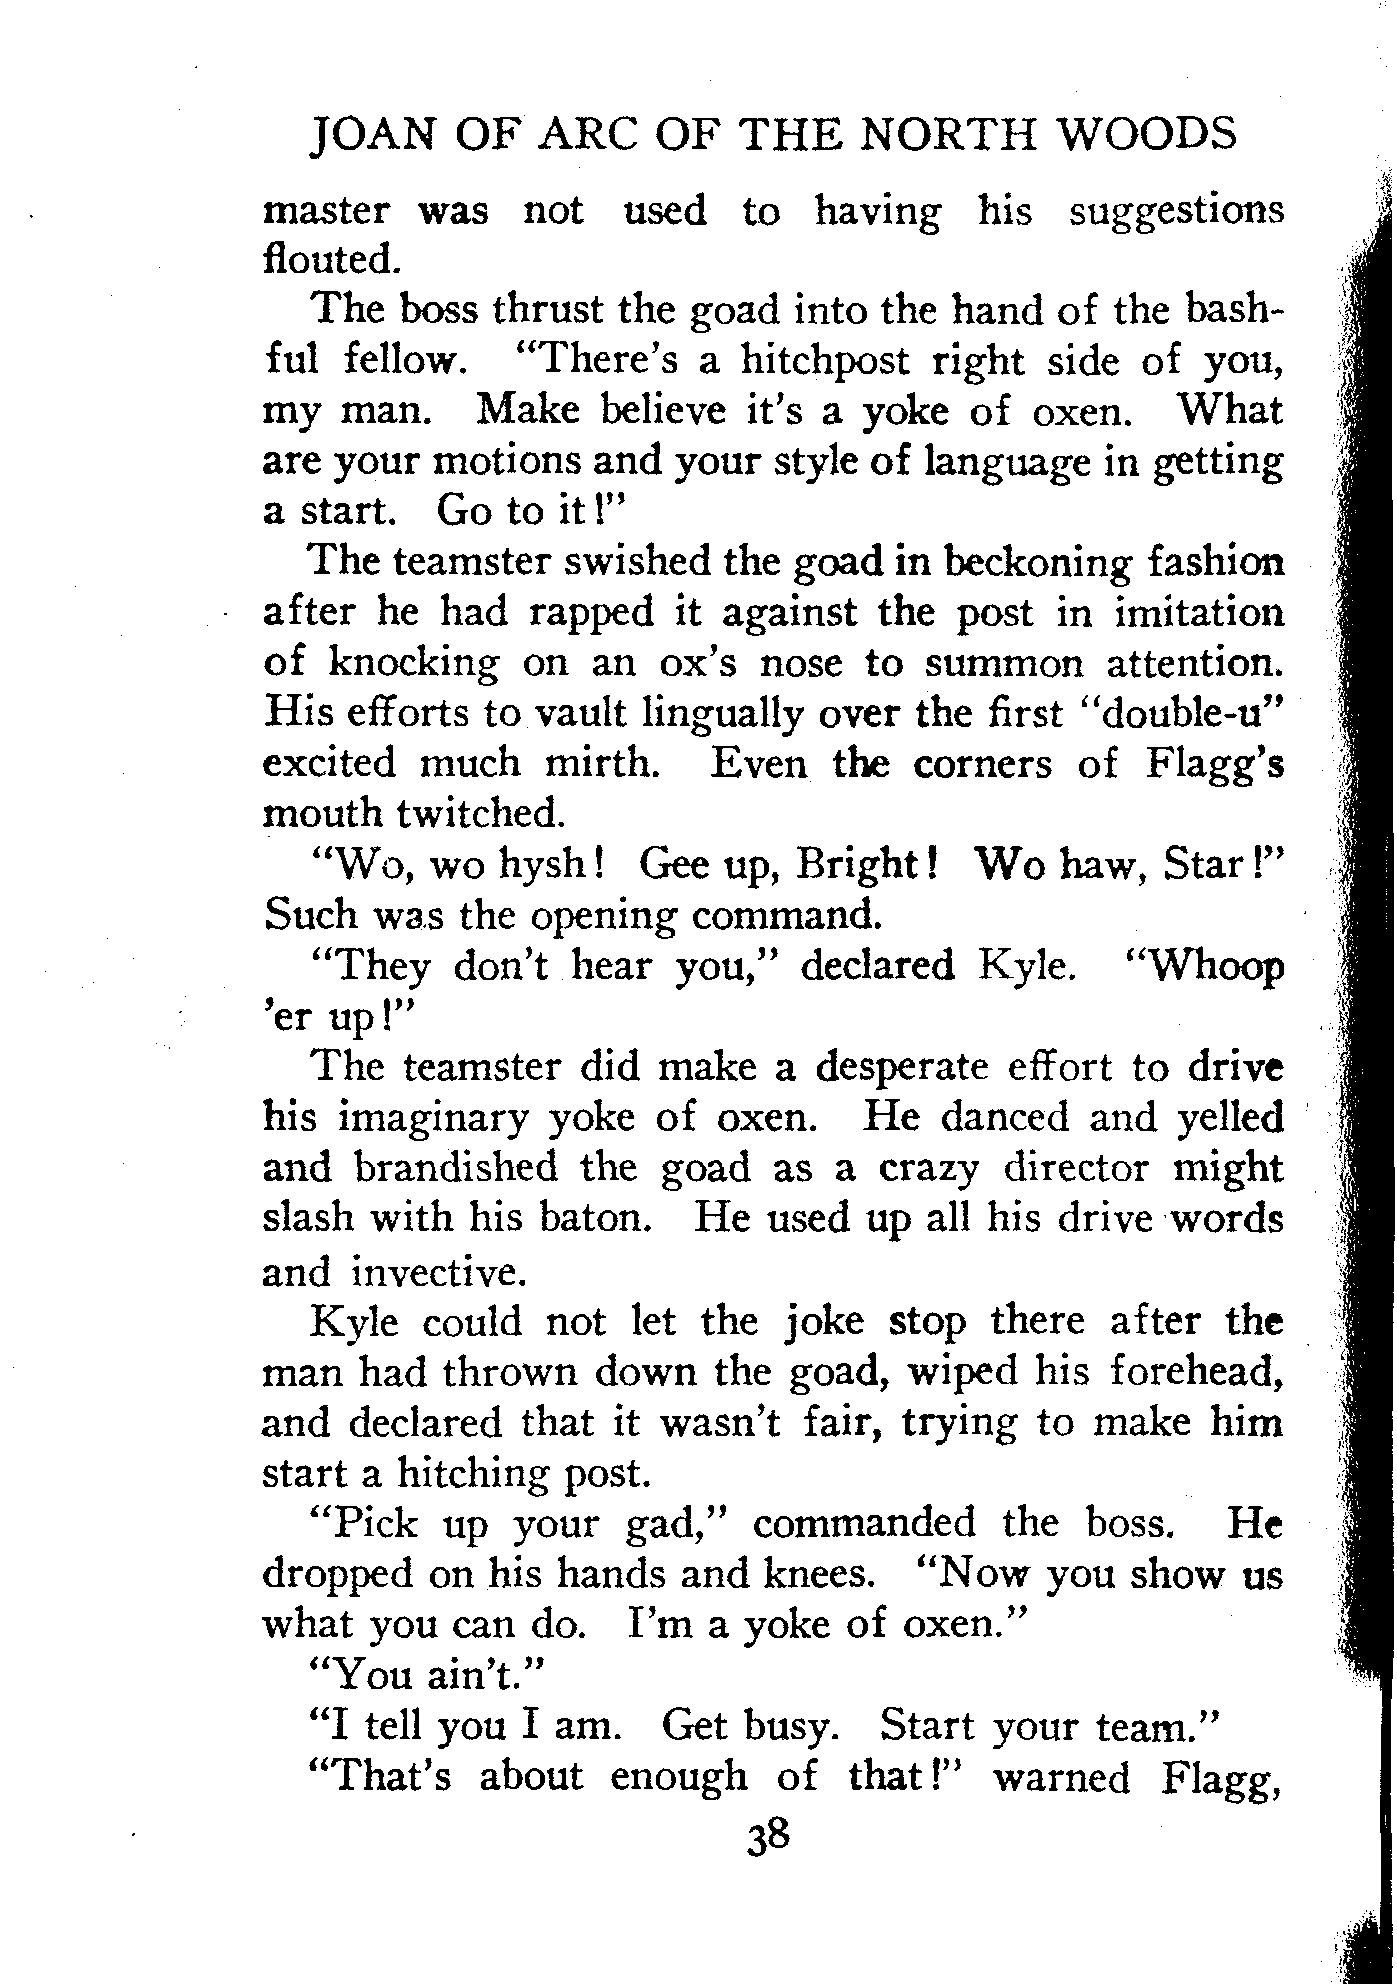 JOAN OF ARC OF THE NORTH WOODS
master was not used to having his suggestions
flouted.
The boss thrust the goad into the hand of the bash-
ful fellow. “There’s a hitchpost right side of you,
my man. Make believe it’s a yoke of oxen. What
are your motions and your style of language in getting
a start. Go to it!”
The teamster swished the goad in beckoning fashion
after he had rapped it against the post in imitation
of knocking on an ox’s nose to summon attention.
His efforts to vault lingually over the first “double-u”
excited much mirth. Even the corners of Flagg’s
mouth twitched.
“Wo, wo hysh! Gee up, Bright! Wo haw, Star!”
Such was the opening command.
“They don’t hear you,” declared Kyle. “Whoop
’er up!”
The teamster did make a desperate effort to drive
his imaginary yoke of oxen. He danced and yelled
and brandished the goad as a crazy director might
slash with his baton. He used up all his drive words
and invective.
Kyle could not let the joke stop there after the
man had thrown down the goad, wiped his forehead,
and declared that it wasn’t fair, trying to make him
start a hitching post.
“Pick up your gad,” commanded the boss. He
dropped on his hands and knees. “Now you show us
what you can do. I’m a yoke of oxen.”
“You ain’t.”
“I tell you I am. Get busy. Start your team.”
“That’s about enough of that!” warned Flagg,
38